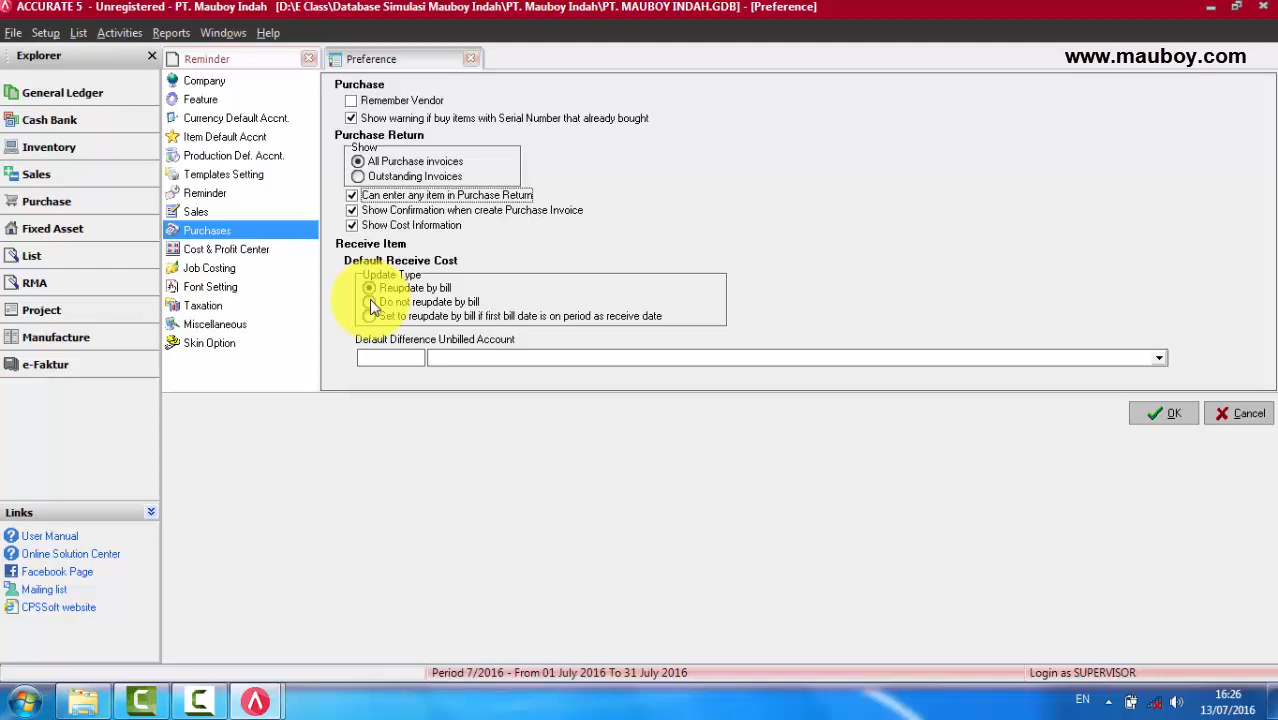 ACCURATE 5 - Unregistered - PT. Mauboy Indah [D:\E Class\Database Simulasi Mauboy Indah\PT. Mauboy Indah\PT. MAUBOY INDAH.GDB] - [Preference]
File Setup List Activities Reports Windows Help
www.mauboy.com
Explorer
General Ledger
Cash Bank
Inventory
Sales
Purchase
Fixed Asset
List
RMA
Project
Manufacture
e-Faktur
Links
User Manual
Online Solution Center
Facebook Page
Mailing list
CPSSoft website
Reminder
Preference
Company
Feature
Currency Default Accnt.
Item Default Accnt
Production Def. Accnt.
Templates Setting
Reminder
Sales
Purchases
Cost & Profit Center
Job Costing
Font Setting
Taxation
Miscellaneous
Skin Option
Purchase
Remember Vendor
Show warning if buy items with Serial Number that already bought
Purchase Return
Show
All Purchase invoices
Outstanding Invoices
Can enter any item in Purchase Return
Show Confirmation when create Purchase Invoice
Show Cost Information
Receive Item
Default Receive Cost
Update Type
Reupdate by bill
Do not reupdate by bill
Set to reupdate by bill if first bill date is on period as receive date
Default Difference Unbilled Account
OK
Cancel
Period 7/2016 - From 01 July 2016 To 31 July 2016
Login as SUPERVISOR
EN
16:26
13/07/2016